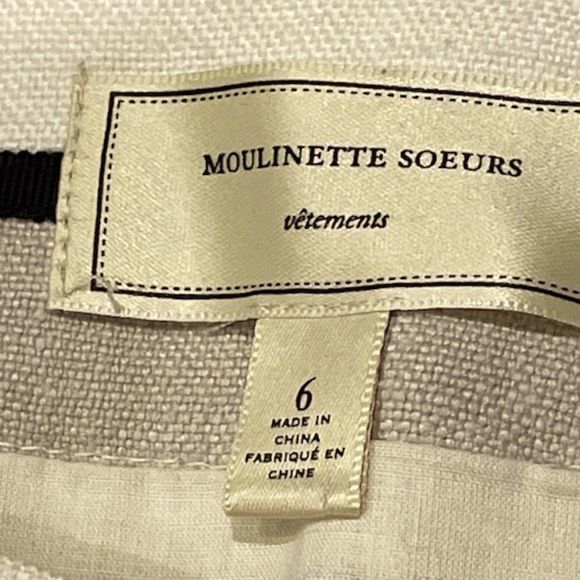 MOULINETTE SOEURS
vêtements
6
MADE IN
CHINA
FABRIQUÉ EN
CHINE